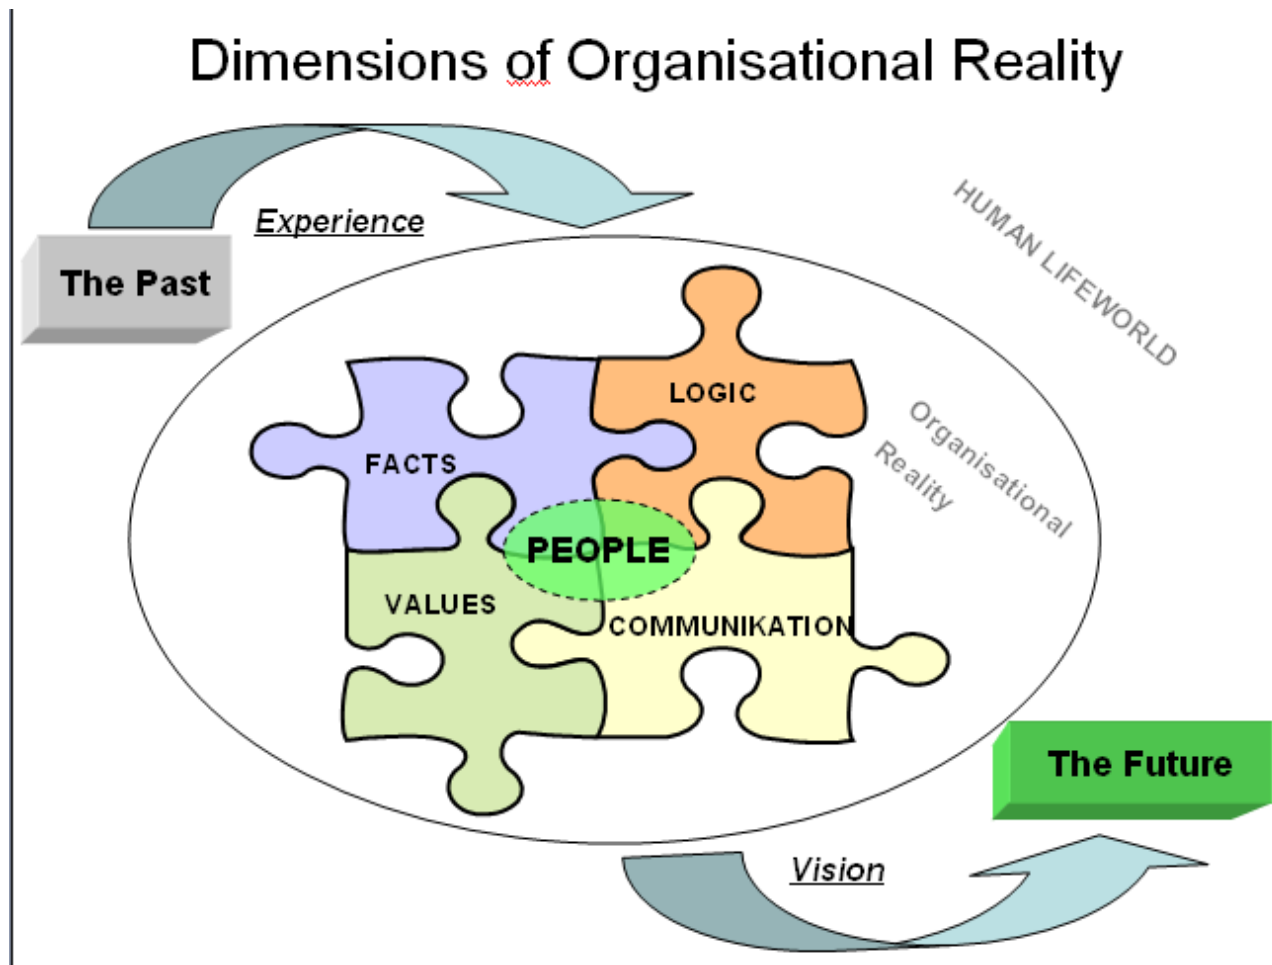 Dimensions of Organisational Reality
Experience
The Past
HUMAN LIFEWORLD
LOGIC
Organisational
Reality
FACTS
PEOPLE
VALUES
COMMUNIKATION
The Future
Vision